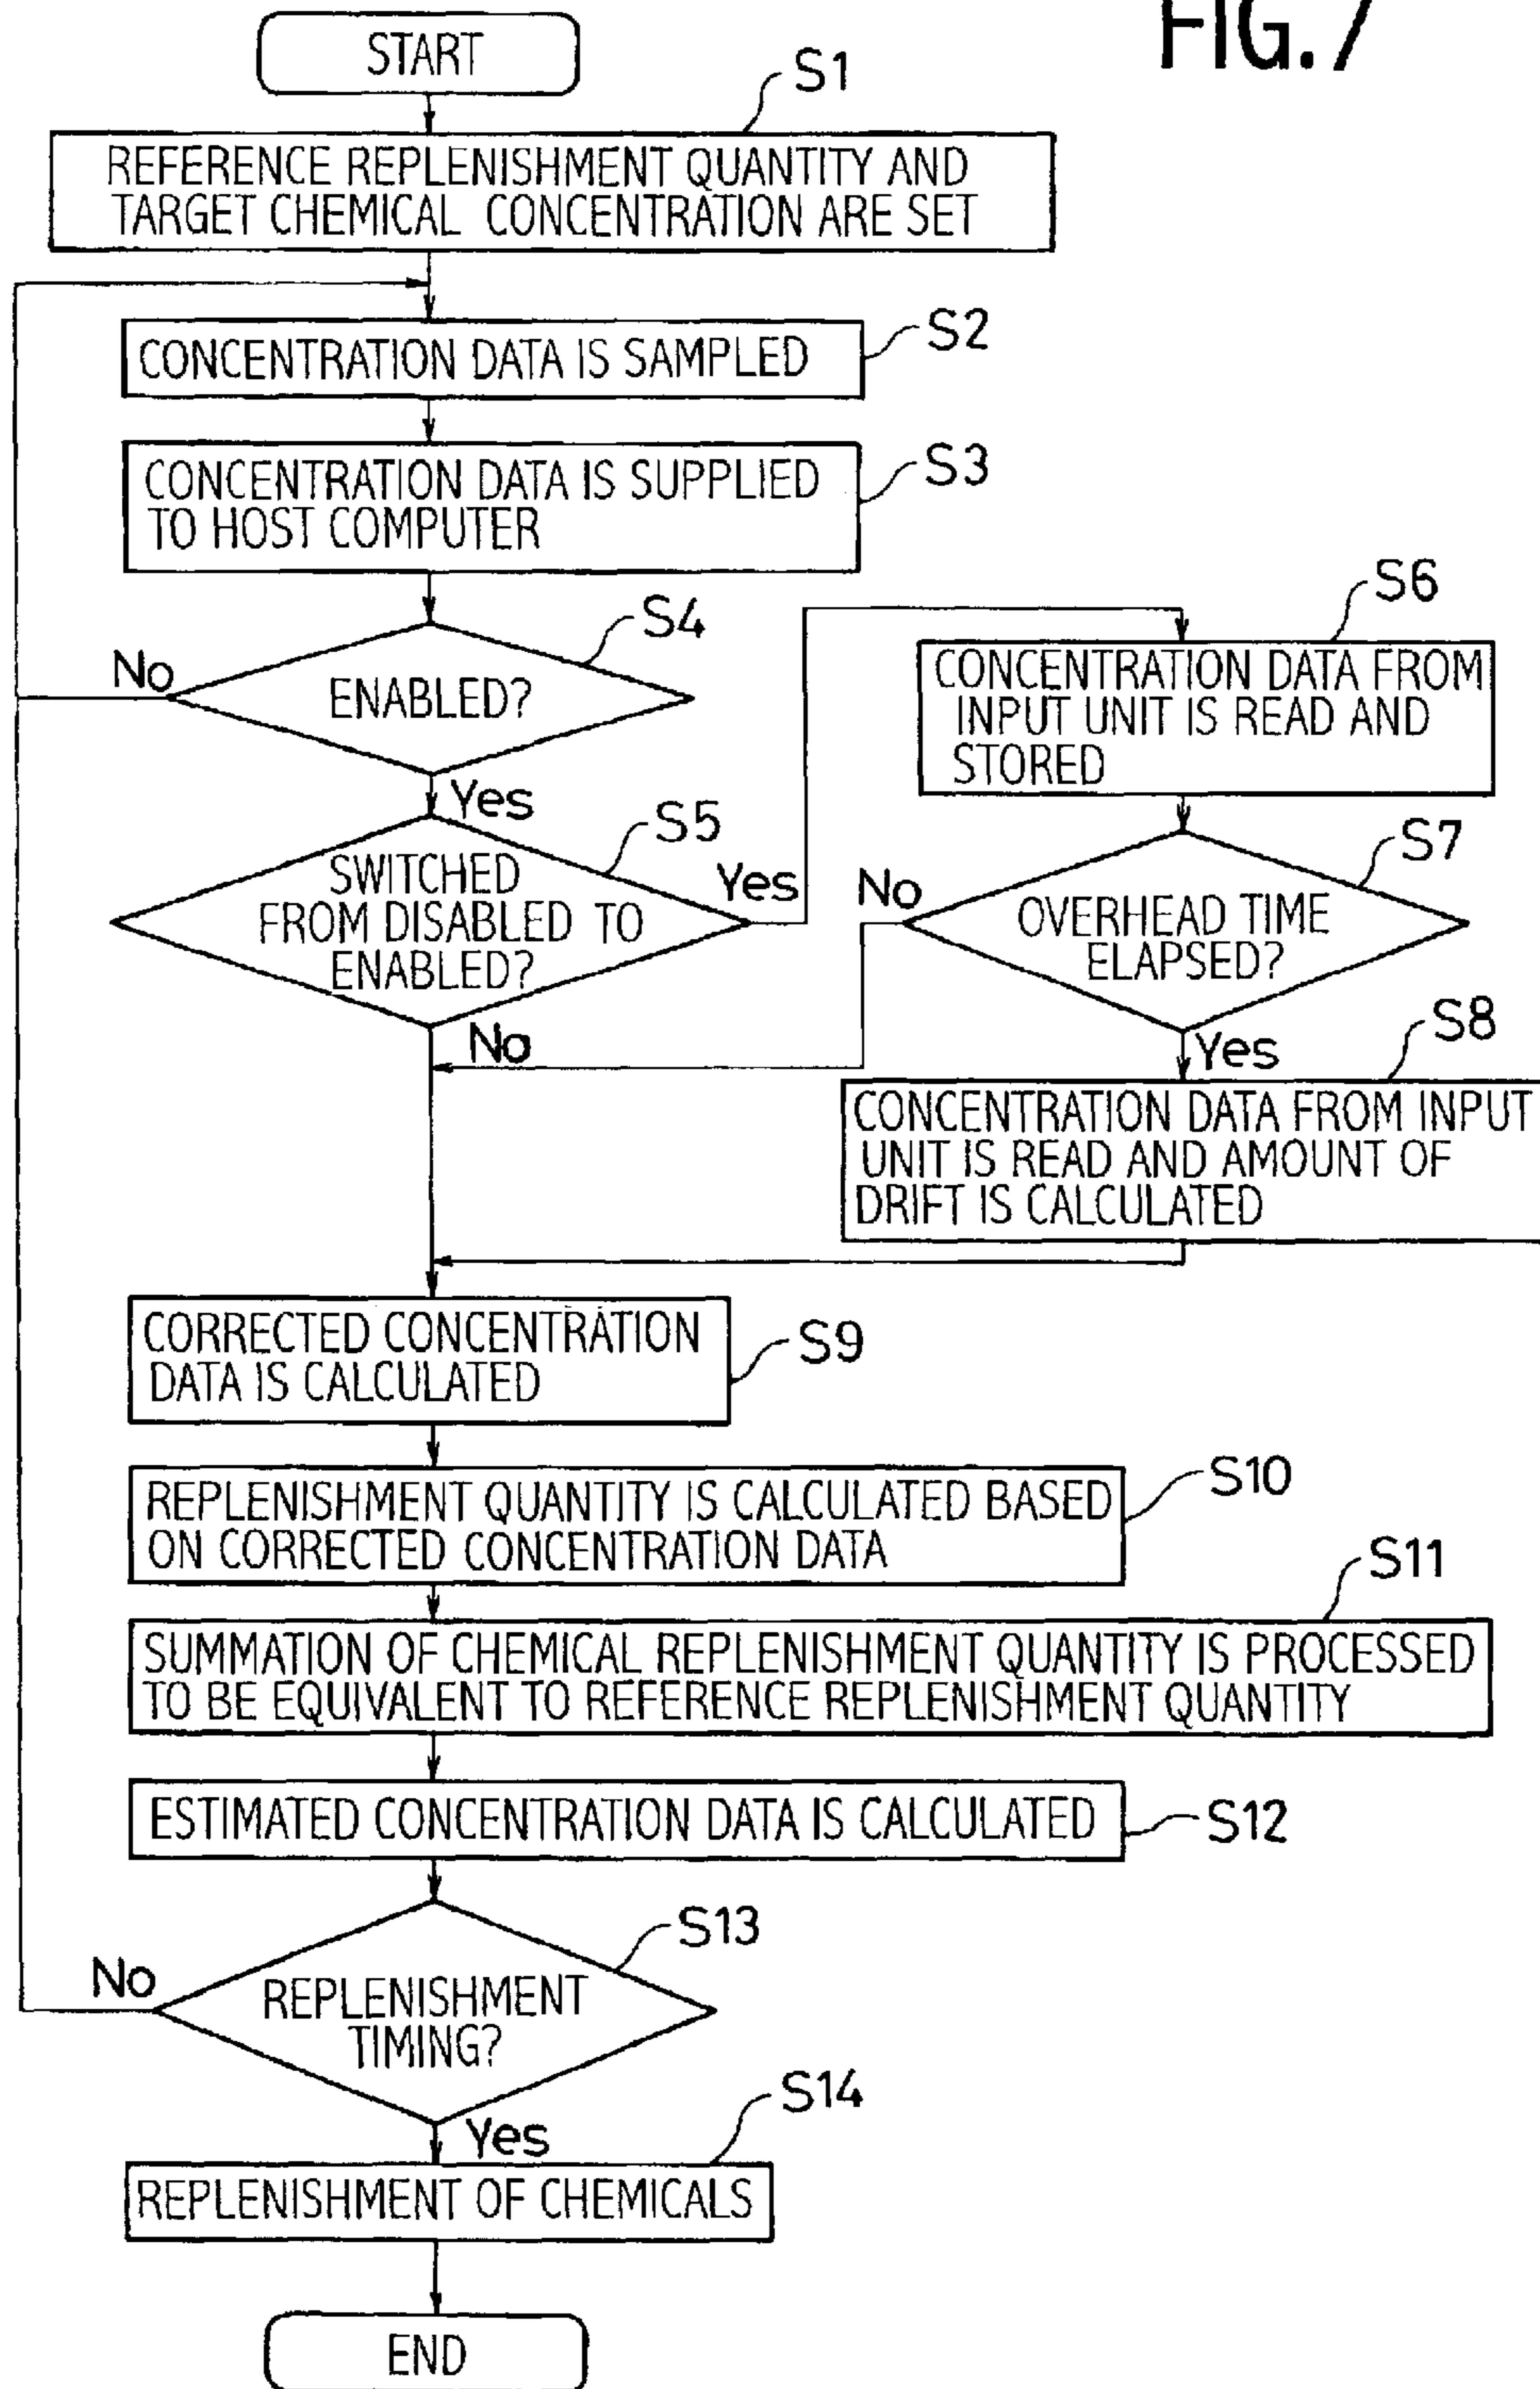 FIG.7
START
S1
REFERENCE REPLENISHMENT QUANTITY AND
TARGET CHEMICAL CONCENTRATION ARE SET
S2
CONCENTRATION DATA IS SAMPLED
S3
CONCENTRATION DATA IS SUPPLIED
TO HOST COMPUTER
S4
No
ENABLED?
Yes
S5
SWITCHED
FROM DISABLED TO
ENABLED?
Yes
No
S6
CONCENTRATION DATA FROM
INPUT UNIT IS READ AND
STORED
S7
No
OVERHEAD TIME
ELAPSED?
Yes
S8
CONCENTRATION DATA FROM INPUT
UNIT IS READ AND AMOUNT OF
DRIFT IS CALCULATED
CORRECTED CONCENTRATION
DATA IS CALCULATED
S9
REPLENISHMENT QUANTITY IS CALCULATED BASED
ON CORRECTED CONCENTRATION DATA
S10
S11
SUMMATION OF CHEMICAL REPLENISHMENT QUANTITY IS PROCESSED
TO BE EQUIVALENT TO REFERENCE REPLENISHMENT QUANTITY
ESTIMATED CONCENTRATION DATA IS CALCULATED
S12
S13
No
REPLENISHMENT
TIMING?
Yes
S14
REPLENISHMENT OF CHEMICALS
END